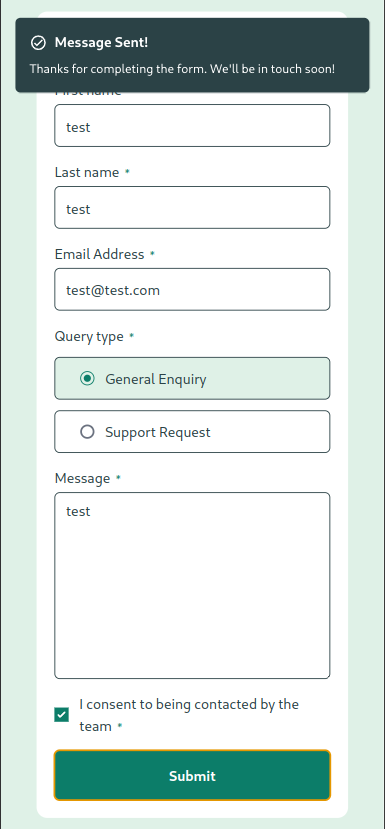 Message Sent!
Thanks for completing the form. We'll be in touch soon!
First name
test
Last name *
test
Email Address *
test@test.com
Query type *
General Enquiry
Support Request
Message *
test
I consent to being contacted by the
team *
Submit